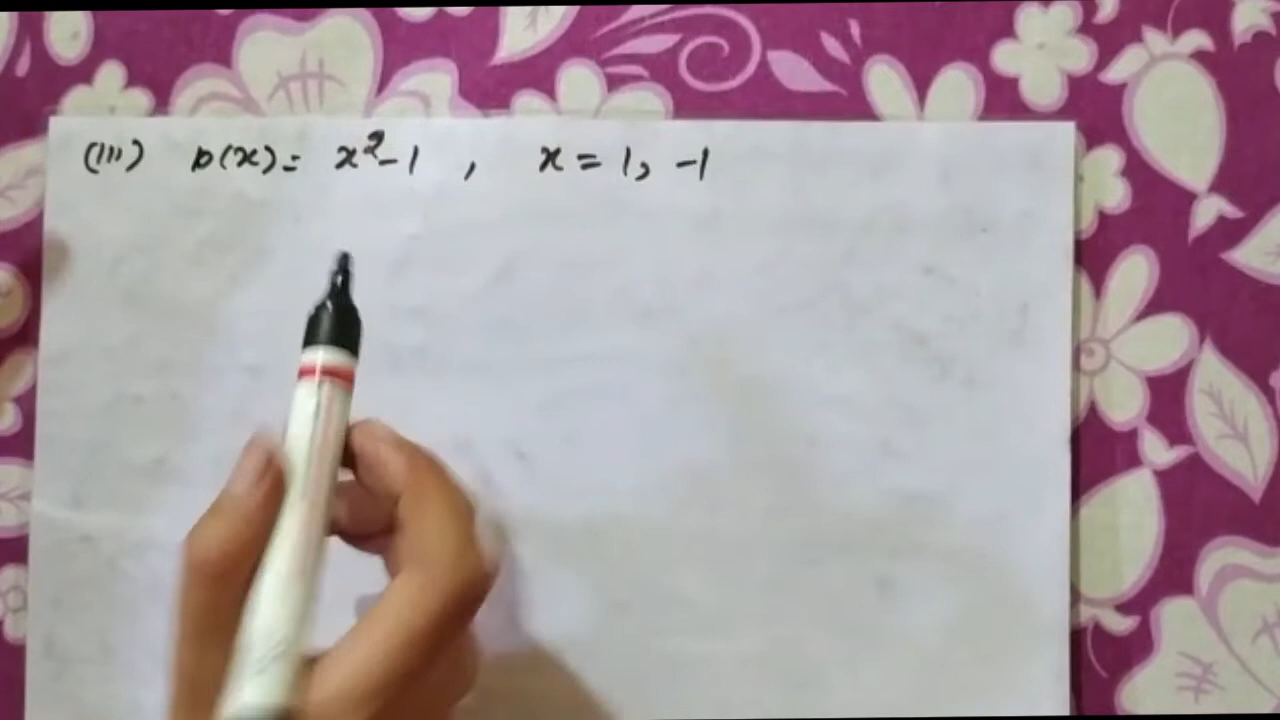 (iii) p(x) = x²-1 , x = 1, -1